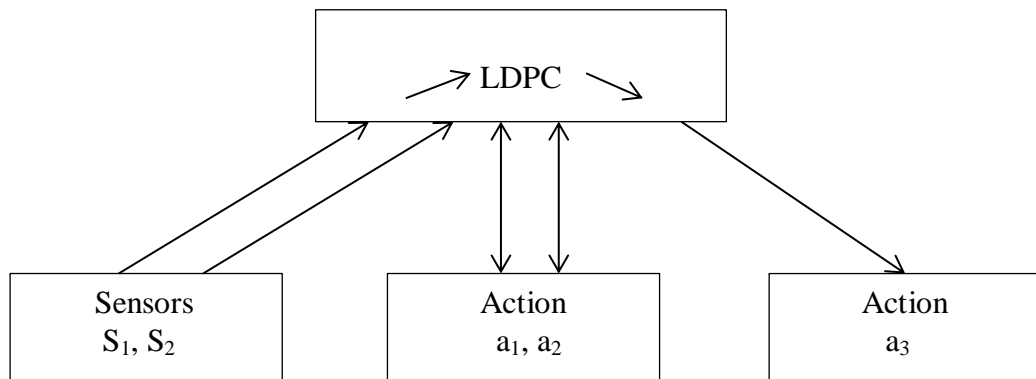 LDPC
Sensors
S₁, S₂
Action
a₁, a₂
Action
a₃